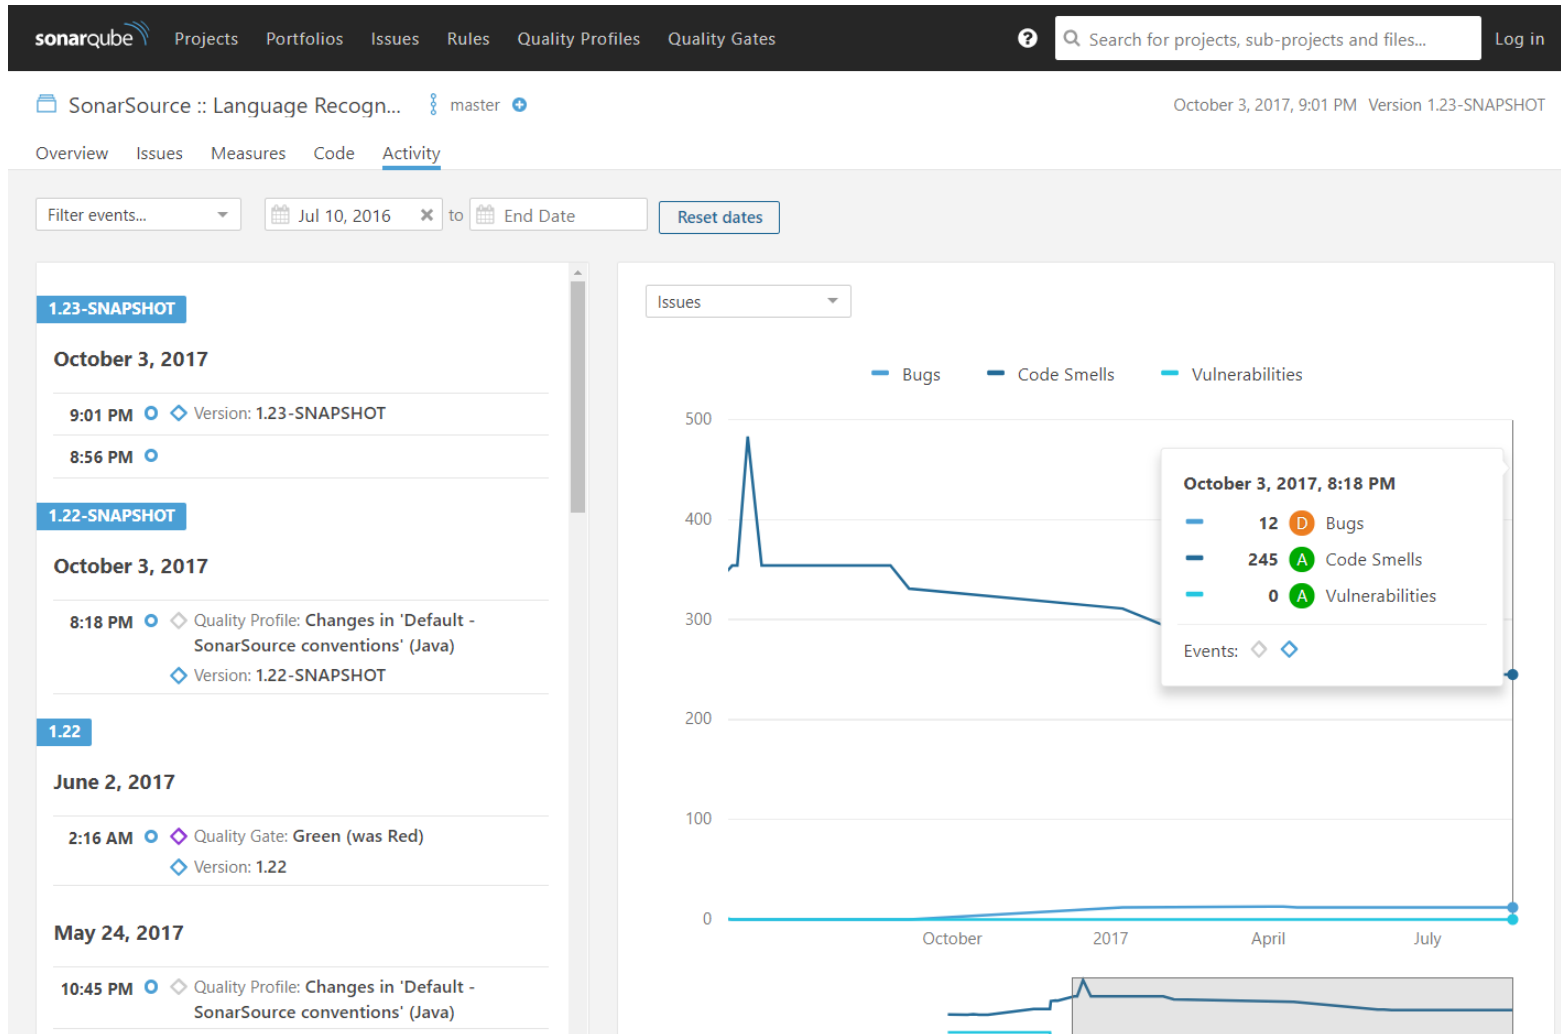 sonarqube Projects Portfolios Issues Rules Quality Profiles Quality Gates ? Search for projects, sub-projects and files... Log in
SonarSource :: Language Recogn... master October 3, 2017, 9:01 PM Version 1.23-SNAPSHOT
Overview Issues Measures Code Activity
Filter events... Jul 10, 2016 to End Date Reset dates
1.23-SNAPSHOT
October 3, 2017
9:01 PM Version: 1.23-SNAPSHOT
8:56 PM
1.22-SNAPSHOT
October 3, 2017
8:18 PM Quality Profile: Changes in 'Default -
SonarSource conventions' (Java)
Version: 1.22-SNAPSHOT
1.22
June 2, 2017
2:16 AM Quality Gate: Green (was Red)
Version: 1.22
May 24, 2017
10:45 PM Quality Profile: Changes in 'Default -
SonarSource conventions' (Java)
Issues
Bugs Code Smells Vulnerabilities
500
400
300
200
100
0
October 2017 April July
October 3, 2017, 8:18 PM
12 D Bugs
245 A Code Smells
0 A Vulnerabilities
Events: